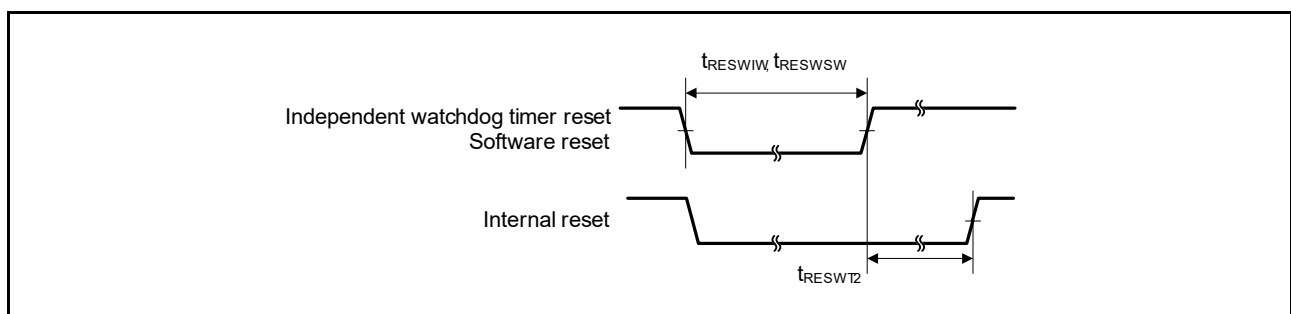 tRESWIW, tRESWSW
Independent watchdog timer reset
Software reset
Internal reset
tRESWT2